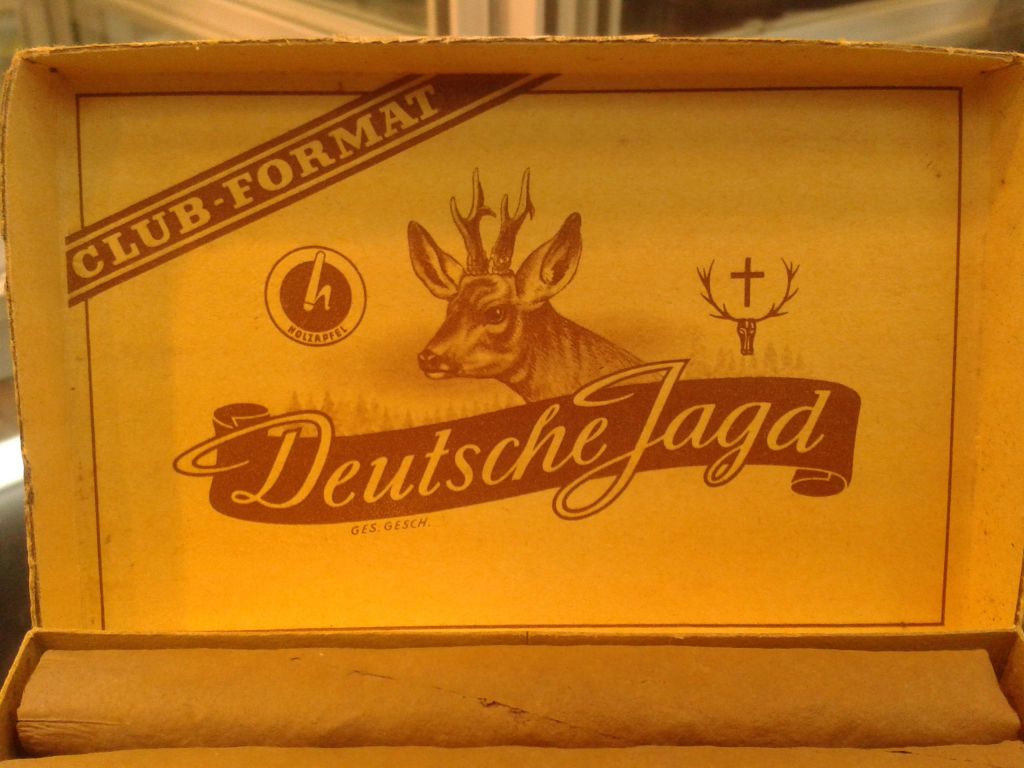 CLUB-FORMAT
h
HOLZAPFEL
Deutsche Jagd
GES. GESCH.